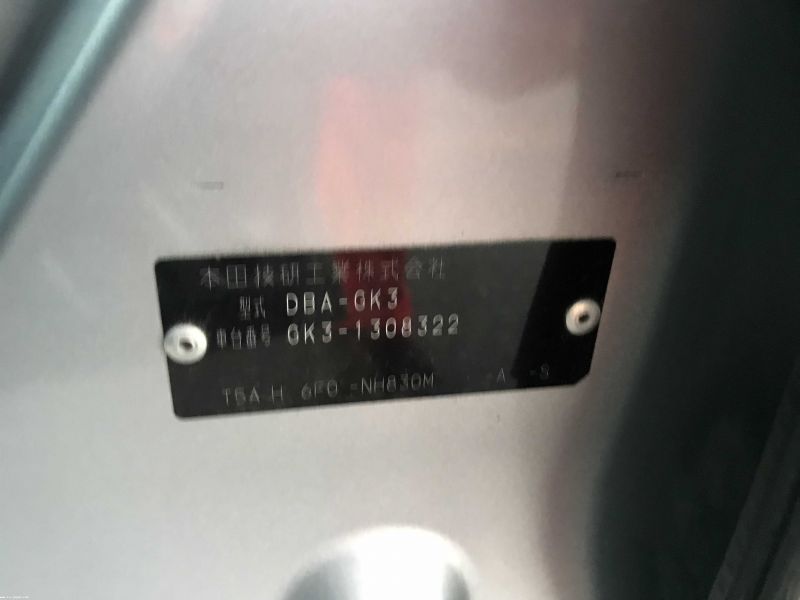 本田技研工業株式会社
型式 DBA-GK3
車台番号 GK3-1308322
T5A H 6F0 -NH830M -A -S